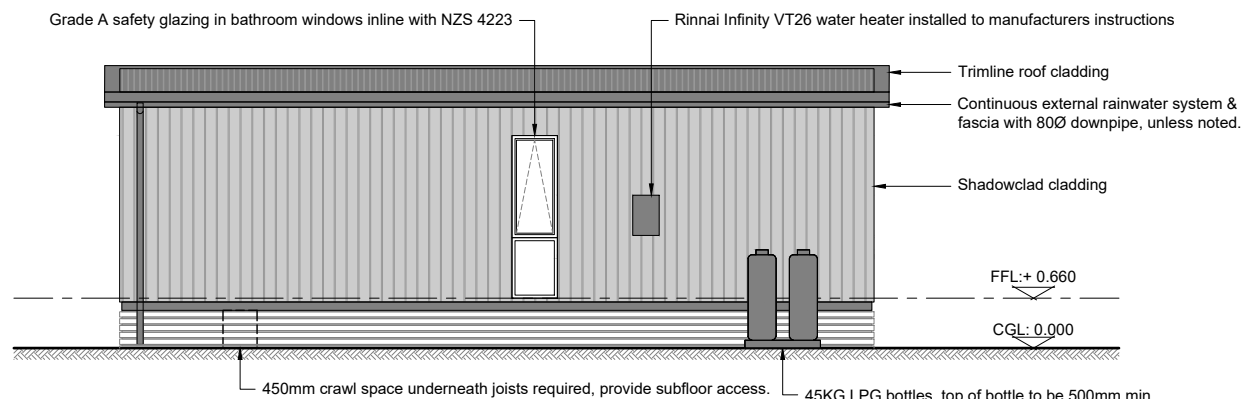 Grade A safety glazing in bathroom windows inline with NZS 4223
Rinnai Infinity VT26 water heater installed to manufacturers instructions
Trimline roof cladding
Continuous external rainwater system &
fascia with 80Ø downpipe, unless noted.
Shadowclad cladding
FFL:+ 0.660
CGL: 0.000
450mm crawl space underneath joists required, provide subfloor access.
45KG LPG bottles, top of bottle to be 500mm min